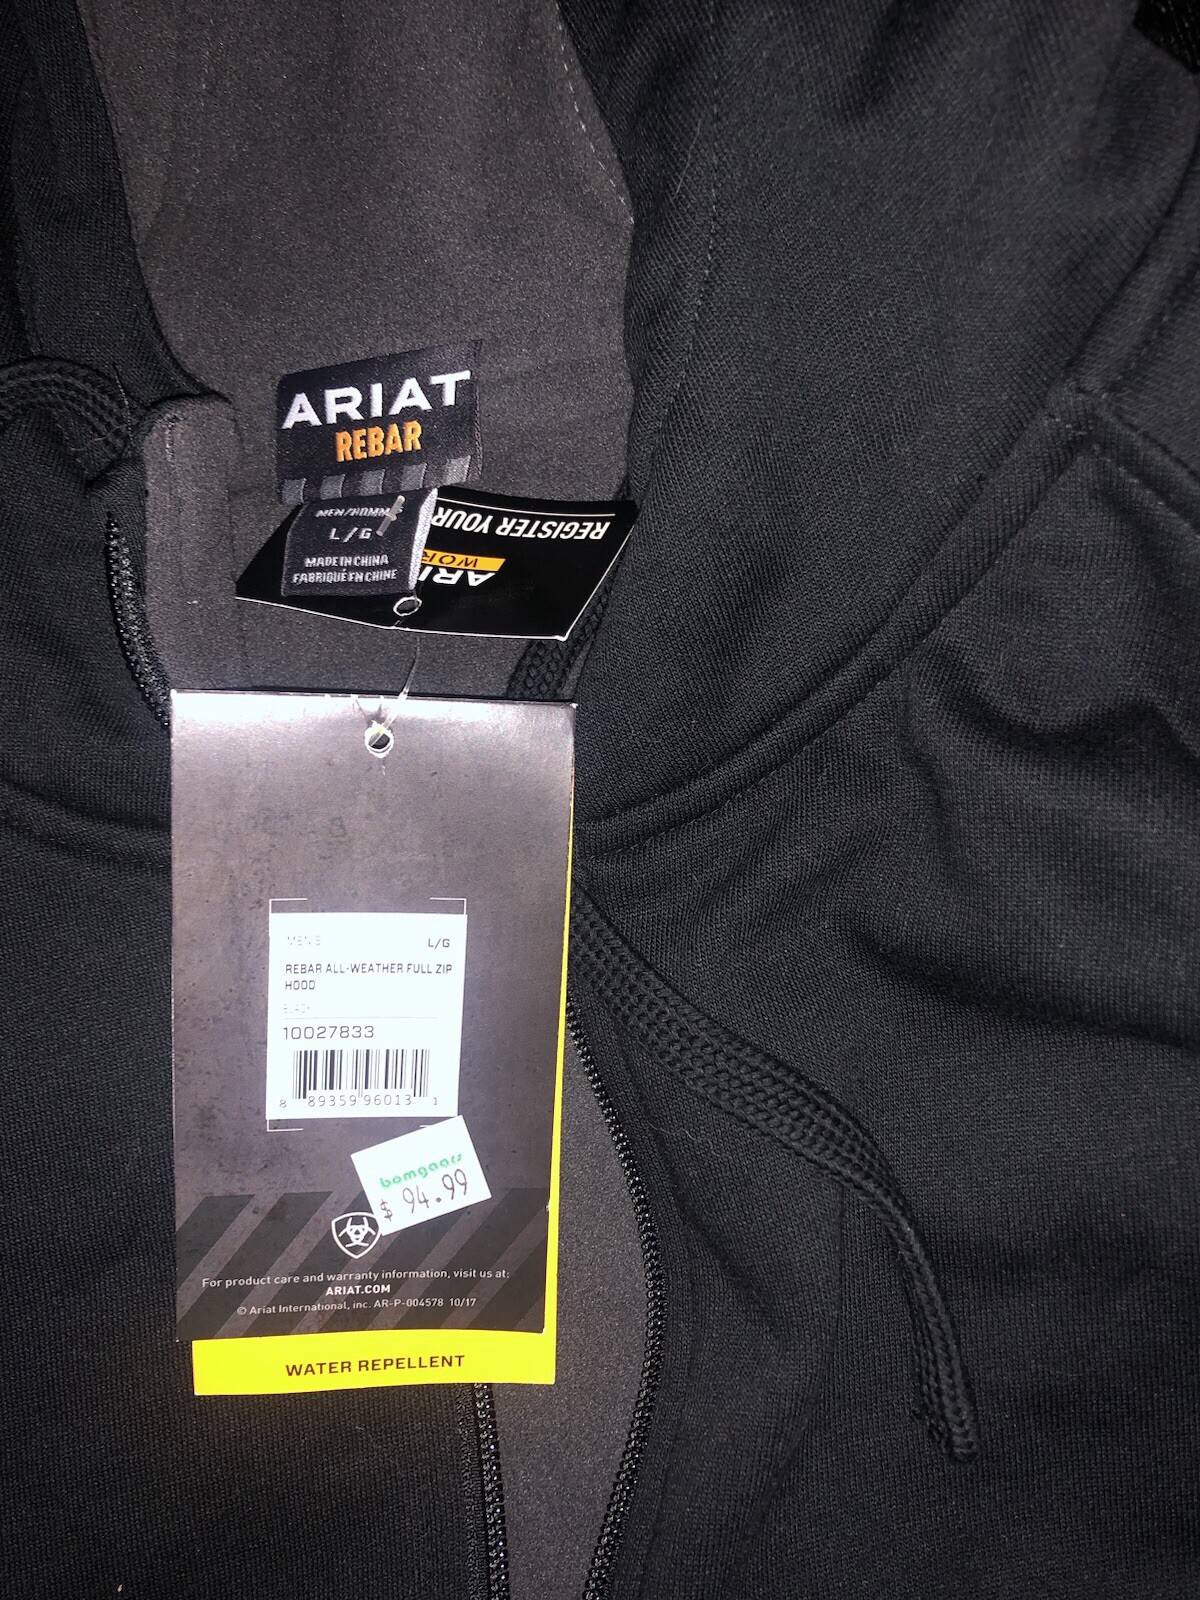 ARIAT
REBAR
MEN/HOMME
L/G
MADE IN CHINA
FABRIQUÉ EN CHINE
REGISTER YOUR
MEN'S
L/G
REBAR ALL-WEATHER FULL ZIP
HOOD
BLACK
10027833
8 89359 96013 1
bomgaars
$ 94.99
For product care and warranty information, visit us at:
ARIAT.COM
© Ariat International, inc. AR-P-004578 10/17
WATER REPELLENT